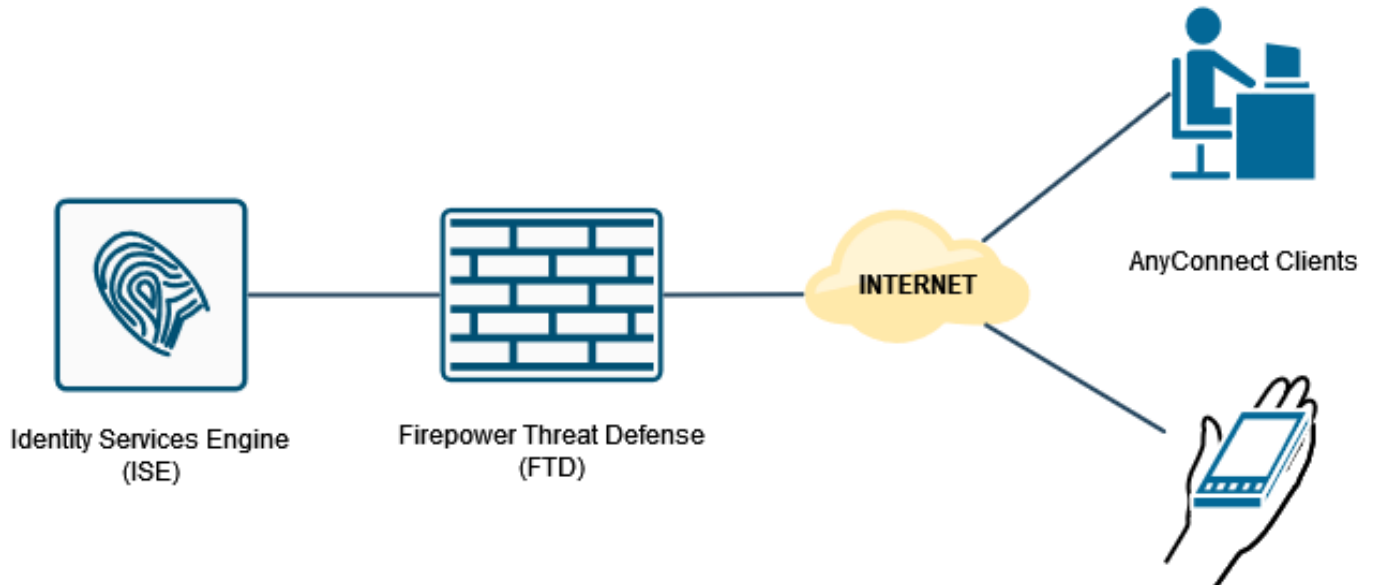 Identity Services Engine
(ISE)
Firepower Threat Defense
(FTD)
INTERNET
AnyConnect Clients